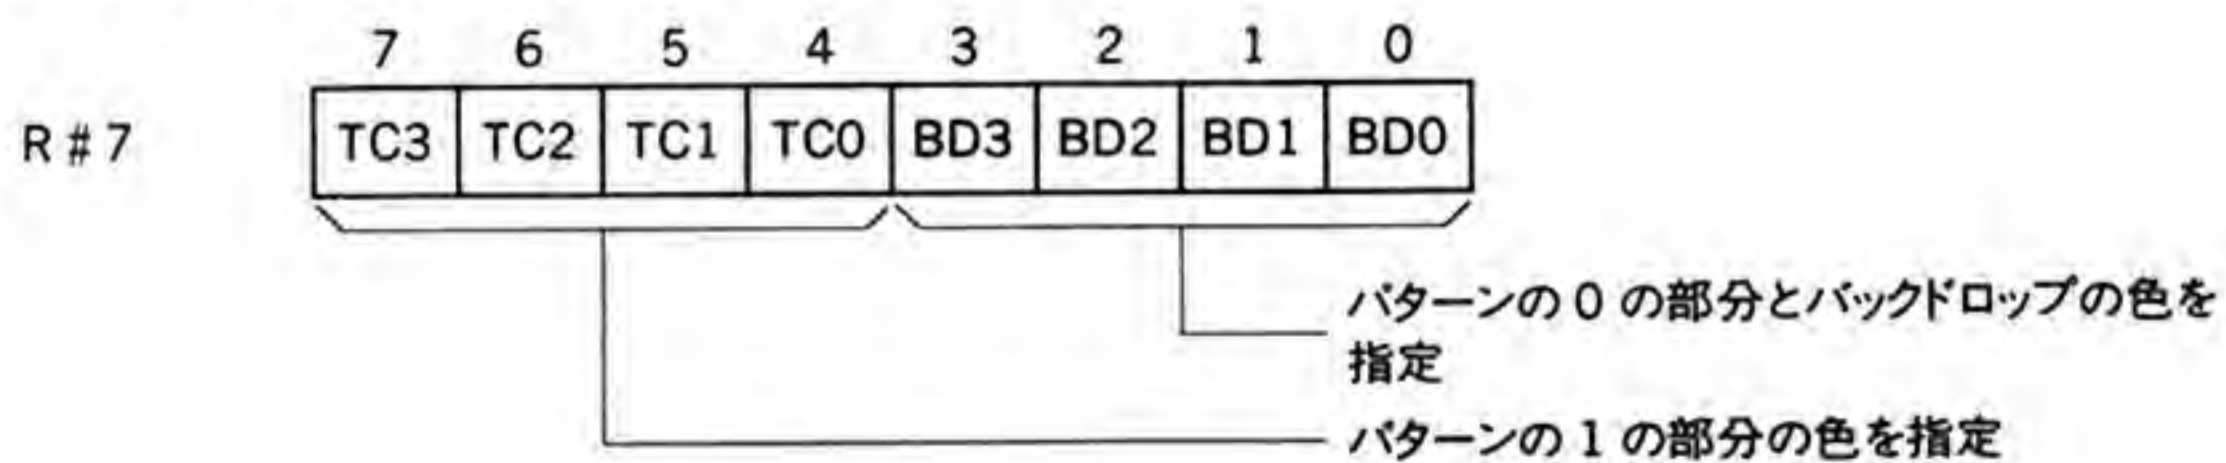 7 6 5 4 3 2 1 0
R#7 TC3 TC2 TC1 TC0 BD3 BD2 BD1 BD0
パターンの0の部分とバックドロップの色を
指定
パターンの1の部分の色を指定